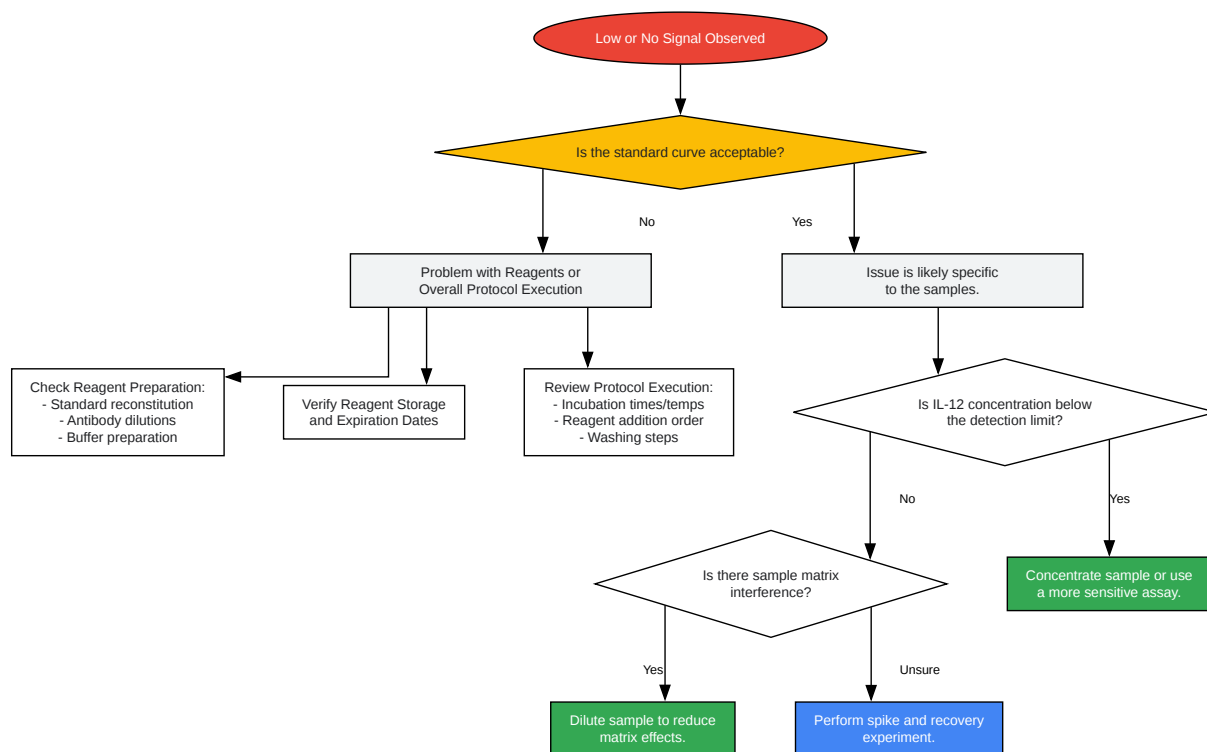 Low or No Signal Observed
Is the standard curve acceptable?
No
Yes
Problem with Reagents or
Overall Protocol Execution
Issue is likely specific
to the samples.
Check Reagent Preparation:
- Standard reconstitution
- Antibody dilutions
- Buffer preparation
Verify Reagent Storage
and Expiration Dates
Review Protocol Execution:
- Incubation times/temps
- Reagent addition order
- Washing steps
Is IL-12 concentration below
the detection limit?
No
Yes
Is there sample matrix
interference?
Concentrate sample or use
a more sensitive assay.
Yes
Unsure
Dilute sample to reduce
matrix effects.
Perform spike and recovery
experiment.